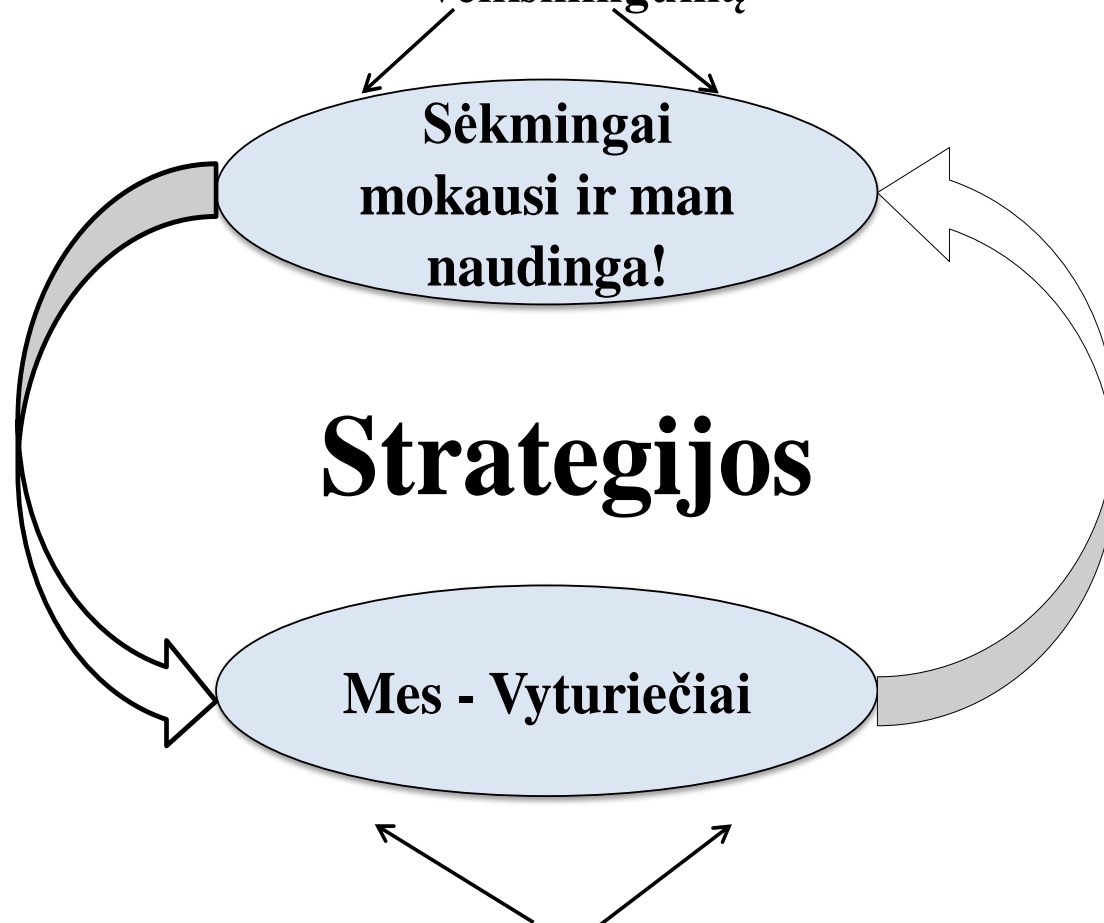 Sėkmingai
mokausi ir man
naudinga!
Strategijos
Mes - Vyturiečiai